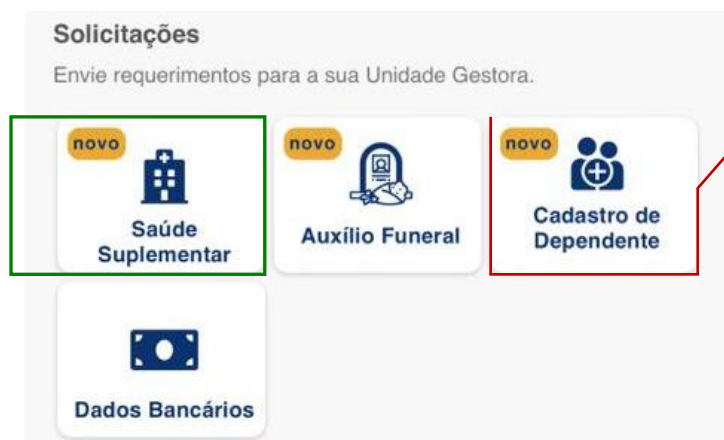 Solicitações
Envie requerimentos para a sua Unidade Gestora.
novo
Saúde
Suplementar
novo
Auxílio Funeral
novo
Cadastro de
Dependente
Dados Bancários